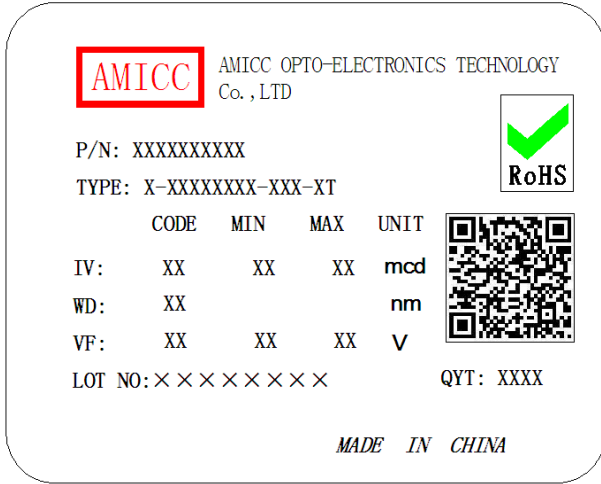 AMICC
AMICC OPTO-ELECTRONICS TECHNOLOGY
Co.,LTD
RoHS
P/N: XXXXXXXXXX
TYPE: X-XXXXXXXX-XXX-XT
CODE MIN MAX UNIT
IV: XX XX XX mcd
WD: XX nm
VF: XX XX XX V
LOT NO:××××××××
QYT: XXXX
MADE IN CHINA